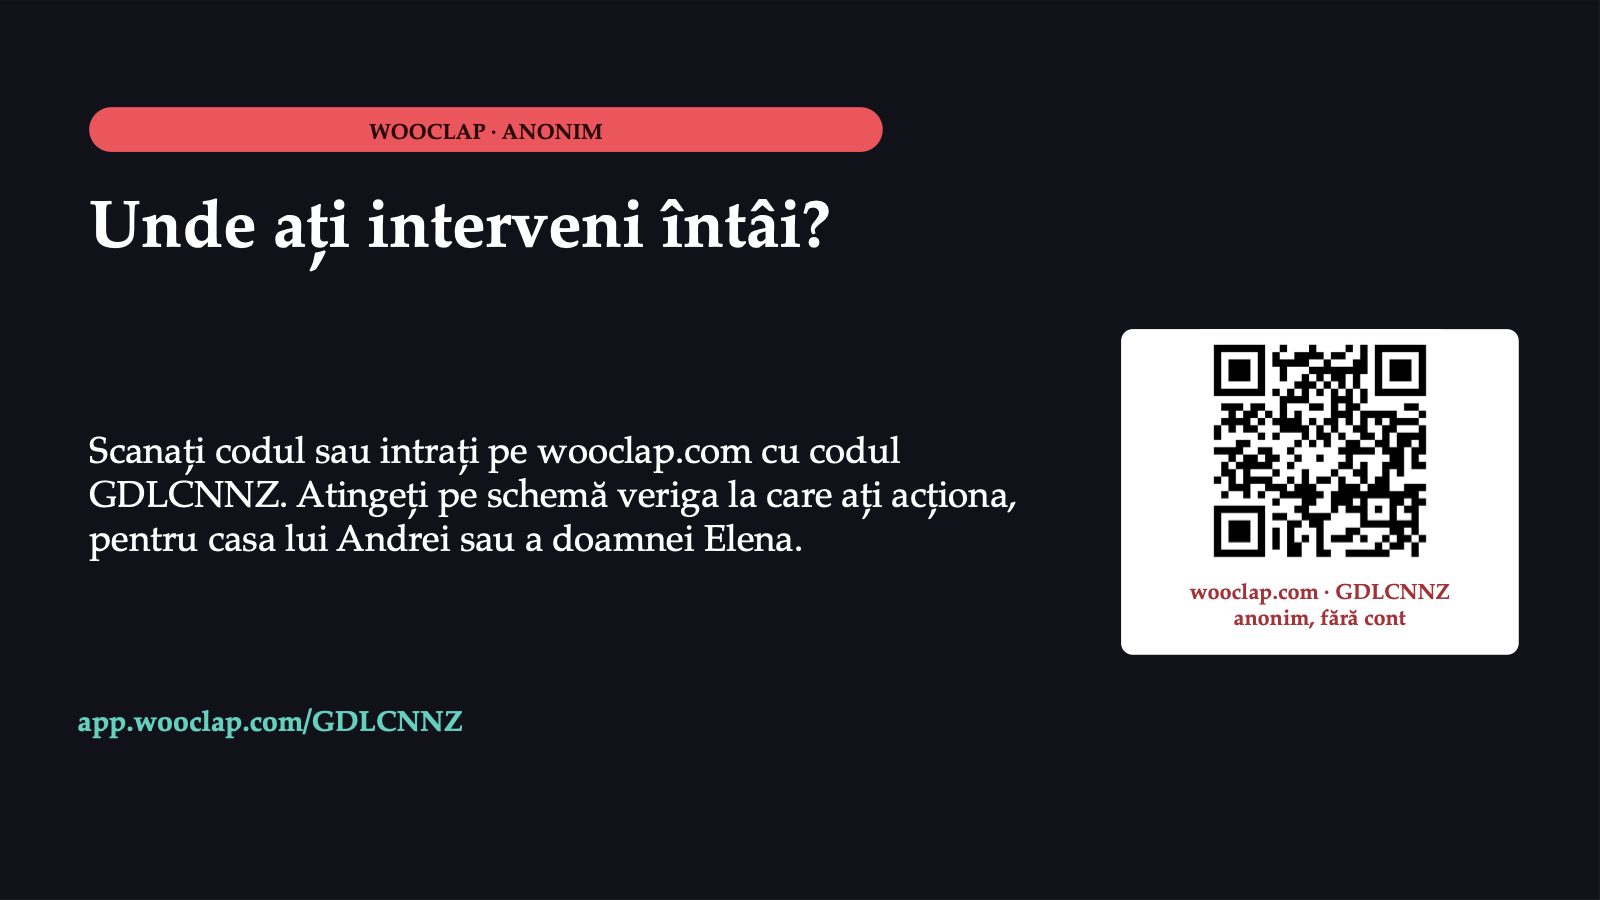 WOOCLAP · ANONIM
Unde ați interveni întâi?
Scanați codul sau intrați pe wooclap.com cu codul
GDLCNNZ. Atingeți pe schemă veriga la care ați acționa,
pentru casa lui Andrei sau a doamnei Elena.
wooclap.com · GDLCNNZ
anonim, fără cont
app.wooclap.com/GDLCNNZ